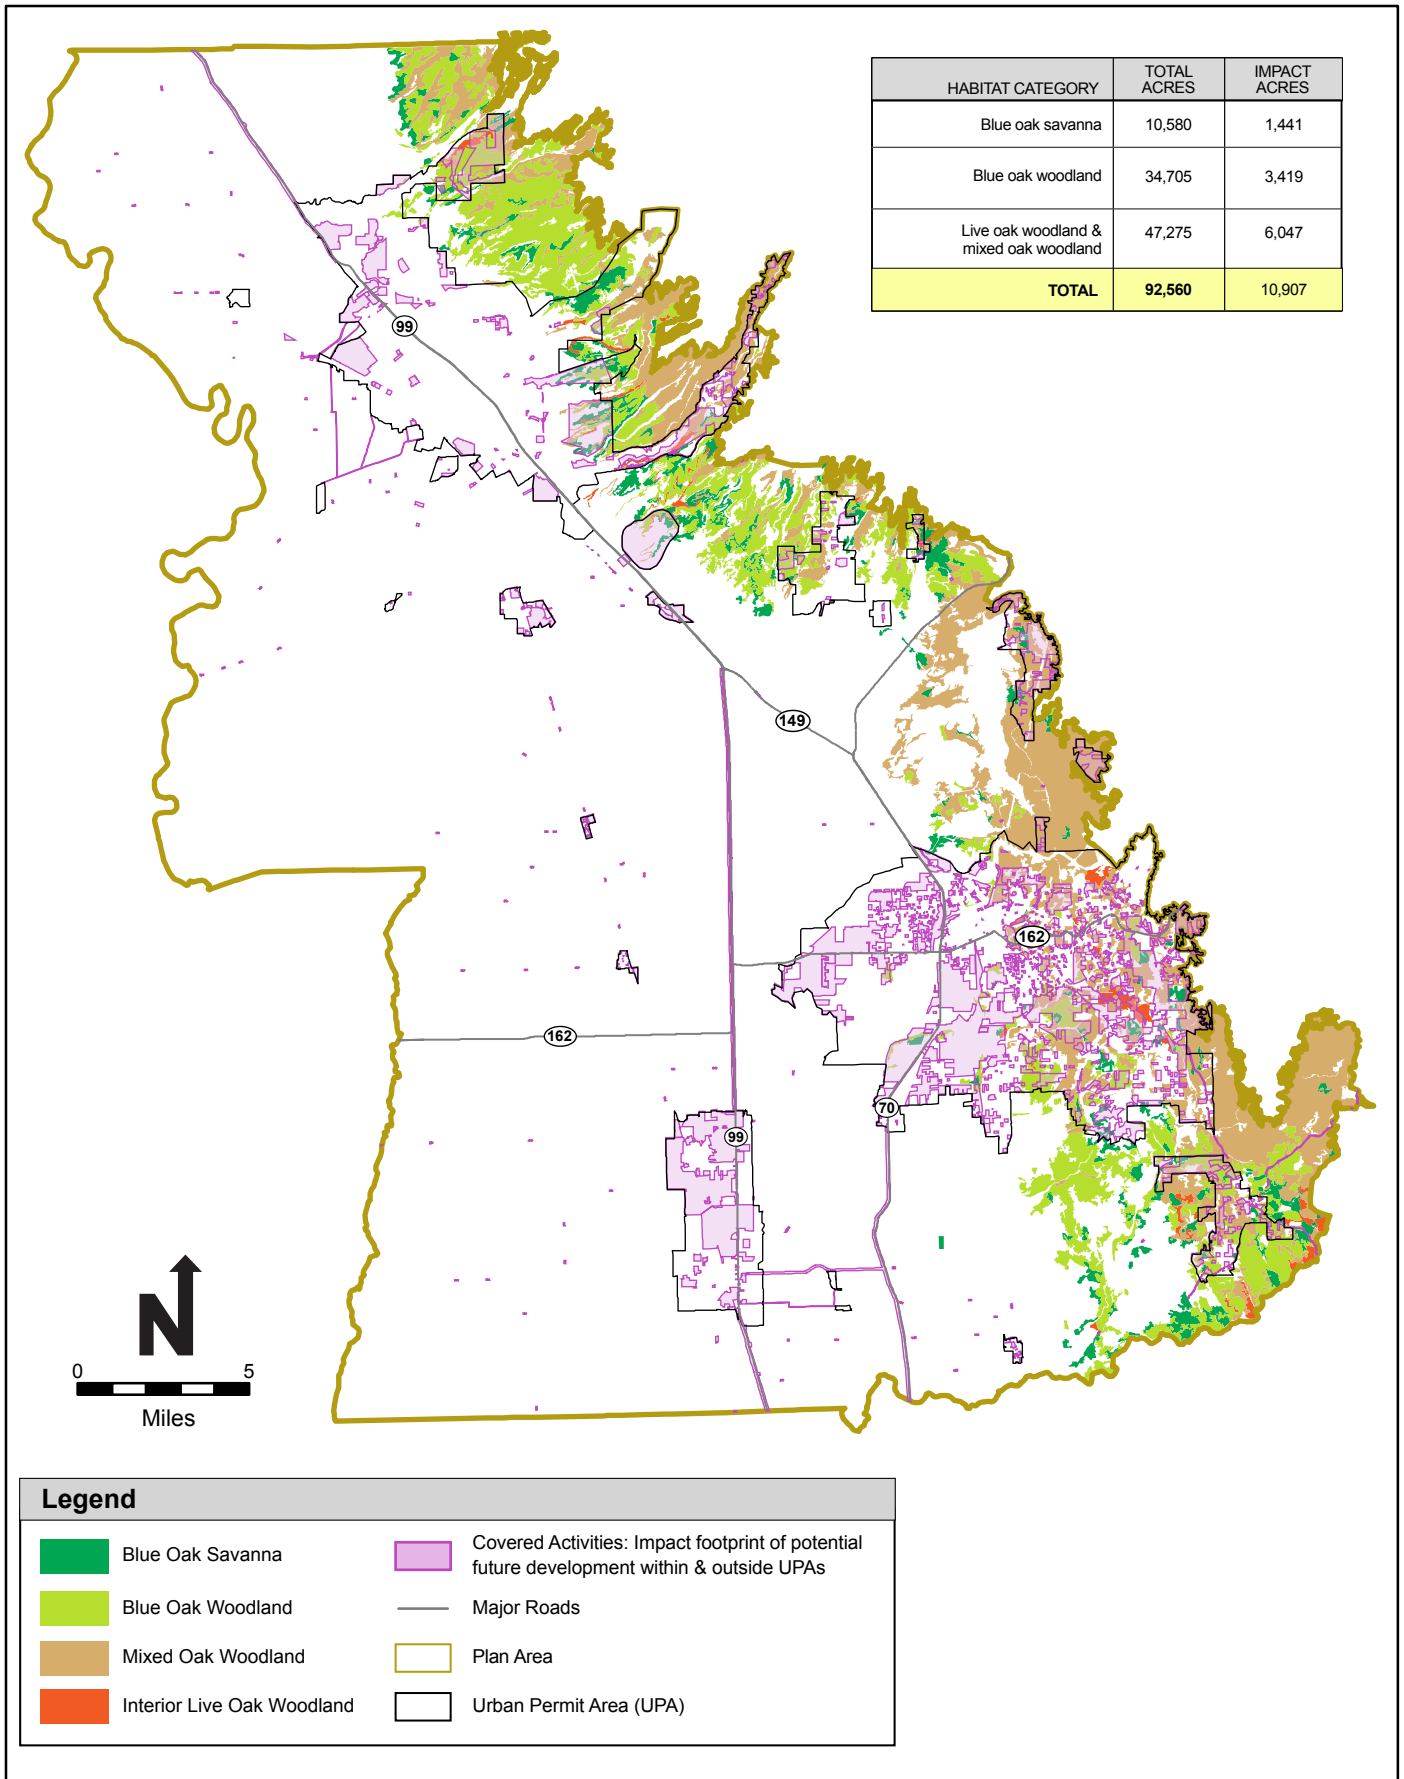 HABITAT CATEGORY
TOTAL
ACRES
IMPACT
ACRES
Blue oak savanna 10,580 1,441
Blue oak woodland 34,705 3,419
Live oak woodland &
mixed oak woodland
47,275 6,047
TOTAL 92,560 10,907
99
149
162
162
70
99
N
0 5
Miles
Legend
Blue Oak Savanna
Blue Oak Woodland
Mixed Oak Woodland
Interior Live Oak Woodland
Covered Activities: Impact footprint of potential
future development within & outside UPAs
Major Roads
Plan Area
Urban Permit Area (UPA)